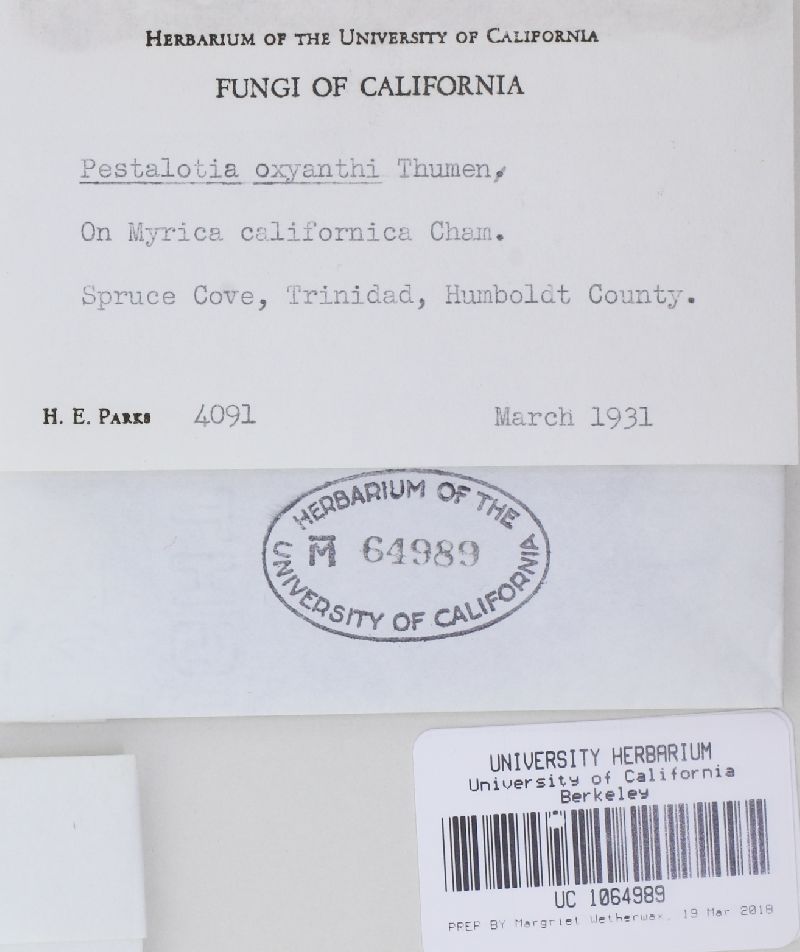 HERBARIUM OF THE UNIVERSITY OF CALIFORNIA
FUNGI OF CALIFORNIA
Pestalotia oxyanthi Thumen,
On Myrica californica Cham.
Spruce Cove, Trinidad, Humboldt County.
H. E. PARKS 4091 March 1931
HERBARIUM OF THE
M 64989
UNIVERSITY OF CALIFORNIA
UNIVERSITY HERBARIUM
University of California
Berkeley
UC 1064989
PREP BY Margriet Wetherwax, 19 Mar 2018